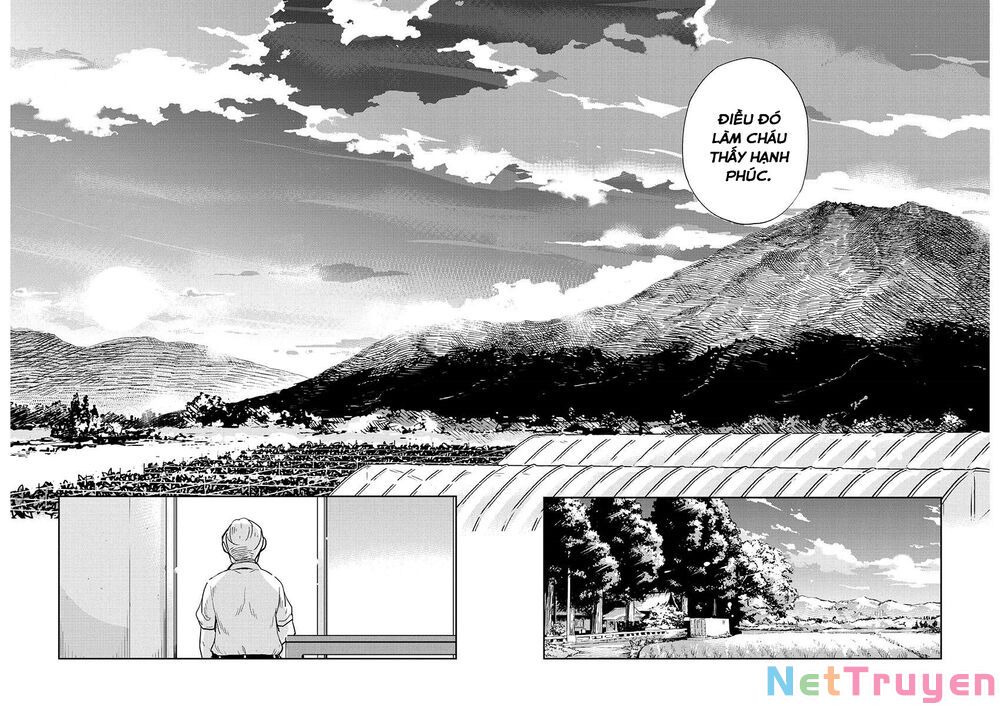 ĐIỀU ĐÓ
LÀM CHÁU
THẤY HẠNH
PHÚC.
NetTruyen